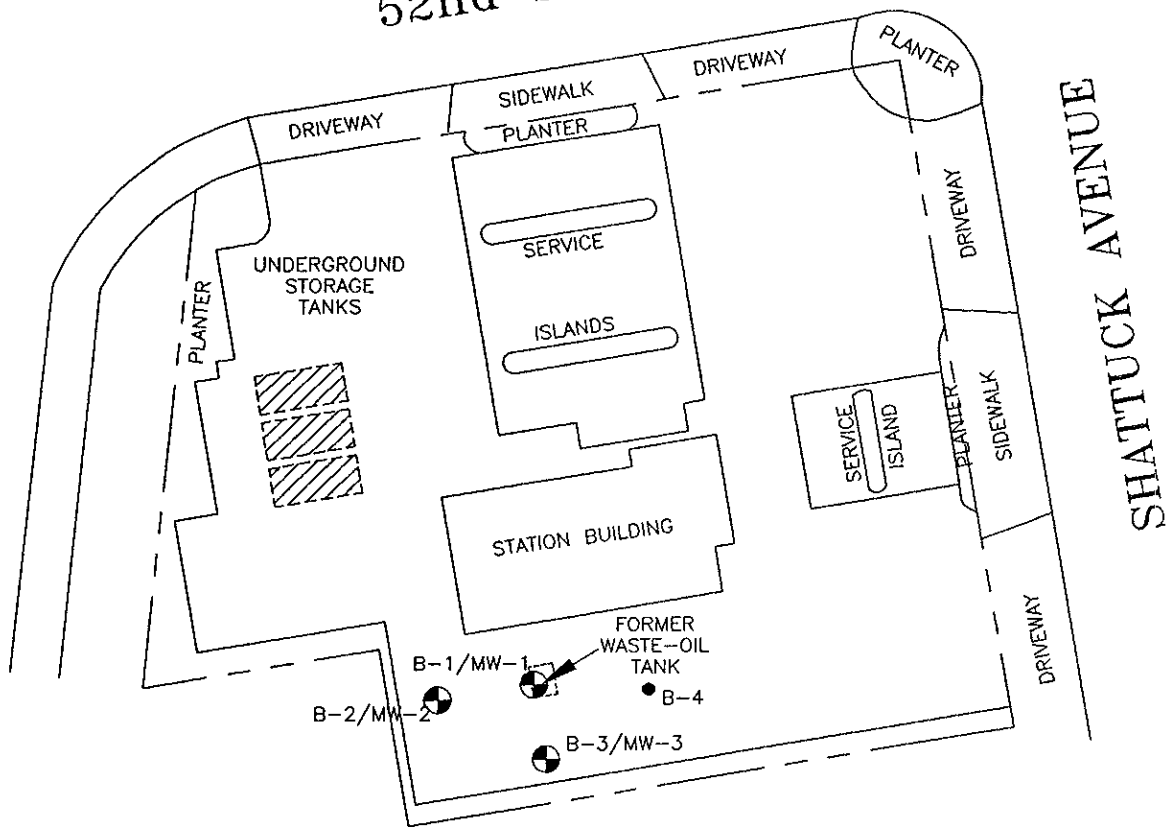 52nd
DRIVEWAY
SIDEWALK
DRIVEWAY
PLANTER
PLANTER
SHATTUCK AVENUE
DRIVEWAY
UNDERGROUND
STORAGE
TANKS
SERVICE
ISLANDS
PLANTER
SERVICE
ISLAND
PLANTER
SIDEWALK
STATION BUILDING
DRIVEWAY
FORMER
WASTE-OIL
TANK
B-1/MW-1
B-2/MW-2
B-4
B-3/MW-3